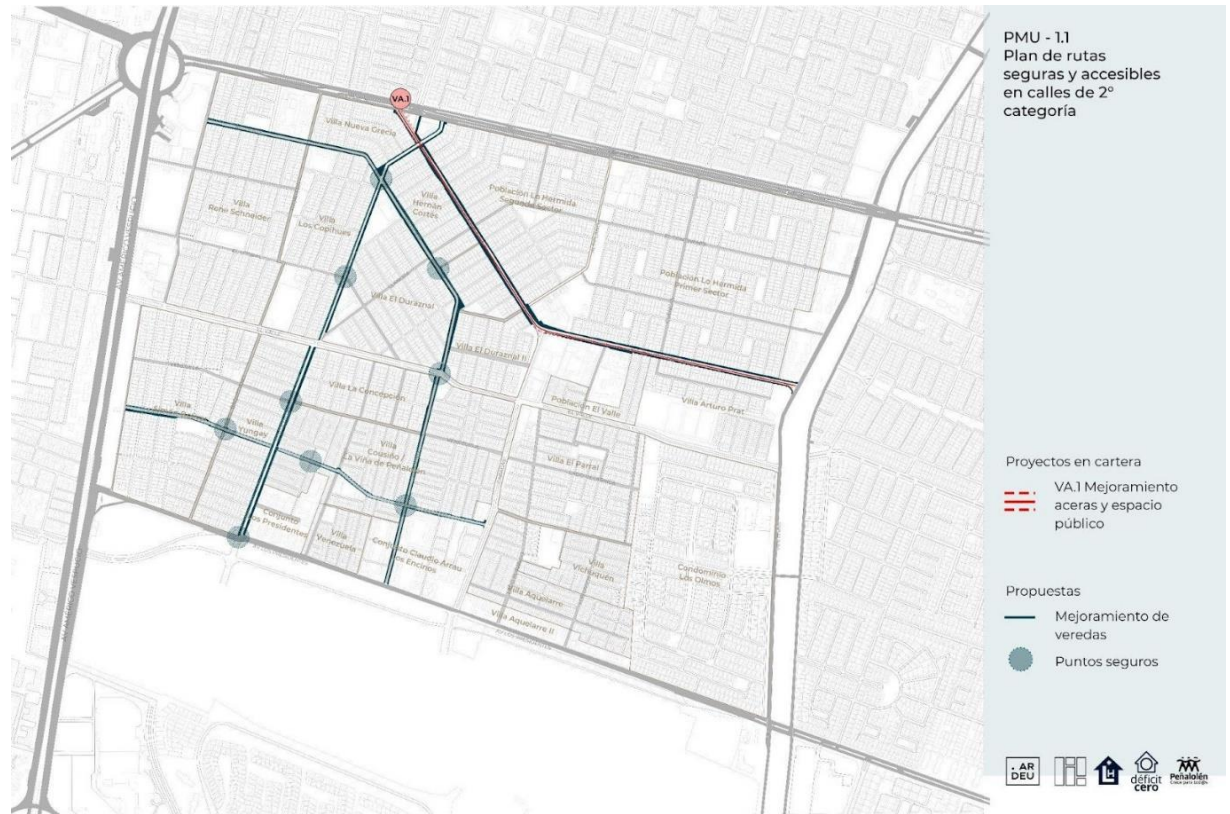 PMU - 1.1
Plan de rutas
seguras y accesibles
en calles de 2°
categoría
VA.1
Villa Nueva Grecia
Villa
René Schneider
Villa
Los Copihues
Villa
Hernán
Cortés
Población Lo Hermida
Segundo Sector
Población Lo Hermida
Primer Sector
Villa El Duraznal
Villa El Duraznal II
Villa La Concepción
Población El Valle
Villa Arturo Prat
Villa
Villa
Yungay
Villa
Cousiño /
La Viña de Peñalolén
Villa El Parral
Conjunto
Los Presidentes
Villa
Venezuela
Conjunto Claudio Arrau
Los Encinos
Villa
Vichuquén
Condominio
Los Olmos
Villa Aquelarre
Villa Aquelarre II
Proyectos en cartera
VA.1 Mejoramiento
aceras y espacio
público
Propuestas
Mejoramiento de
veredas
Puntos seguros
.AR
DEU
déficit
cero
Peñalolén